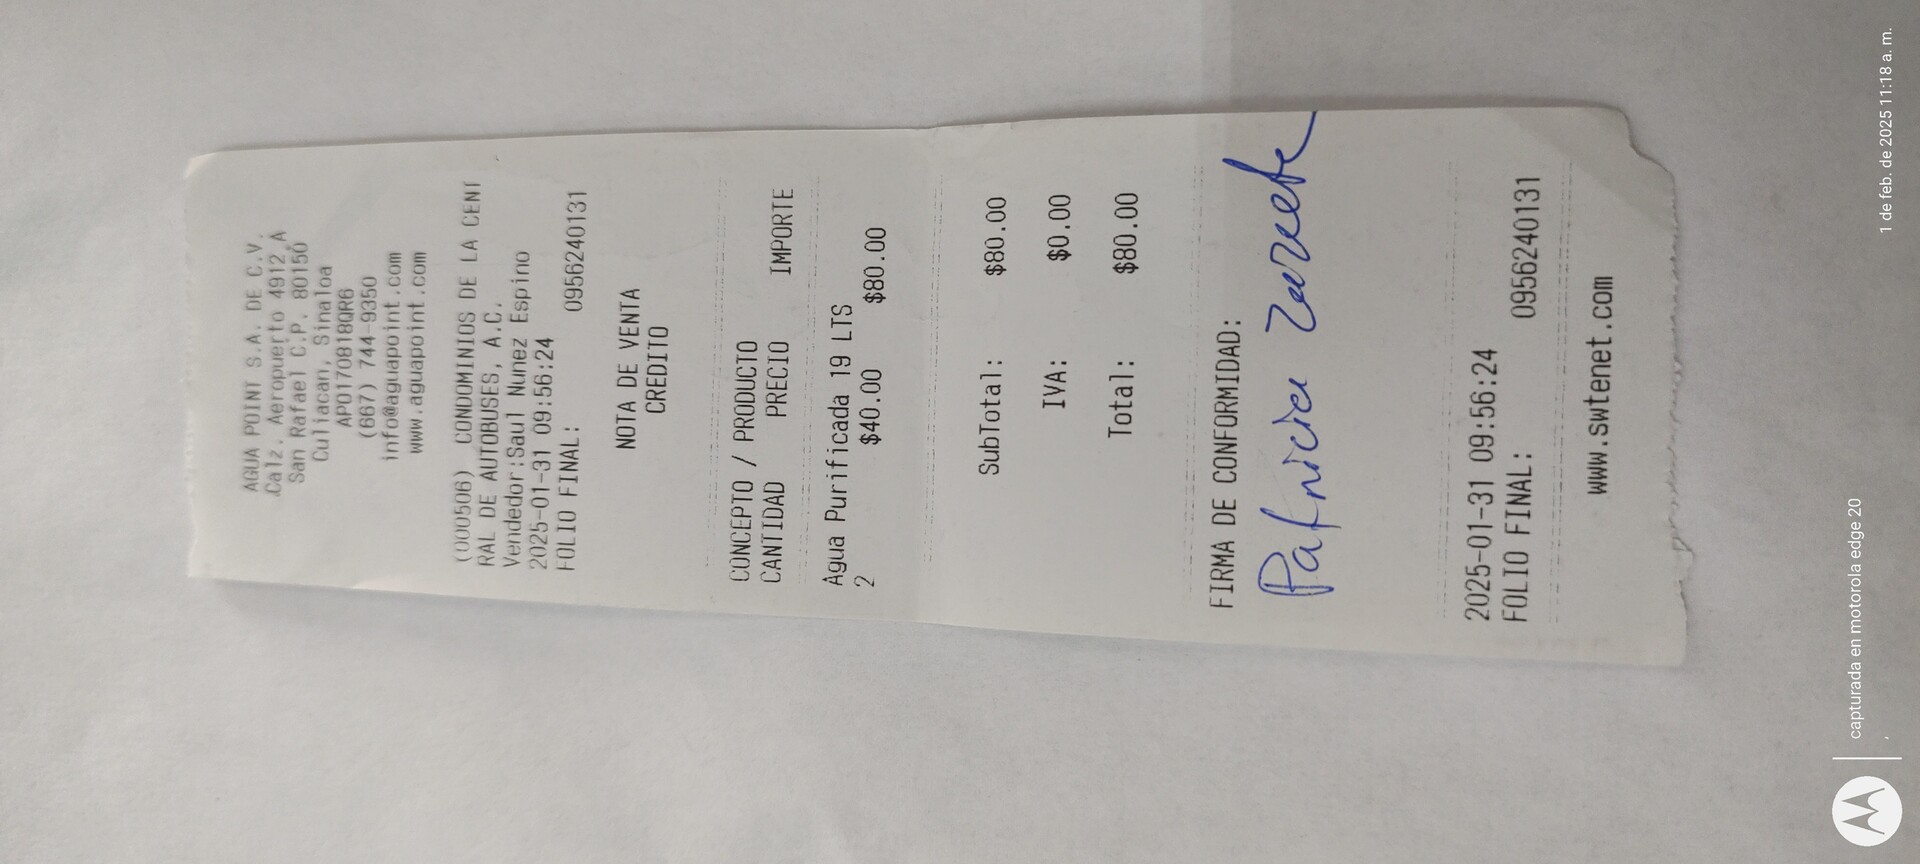 AGUA POINT S.A. DE C.V.
Calz. Aeropuerto 4912 A
San Rafael C.P. 80150
Culiacan, Sinaloa
APO170818QR6
(667) 744-9350
info@aguapoint.com
www.aguapoint.com
(000506) CONDOMINIOS DE LA CENT
RAL DE AUTOBUSES, A.C.
Vendedor:Saul Nunez Espino
2025-01-31 09:56:24
FOLIO FINAL: 0956240131
NOTA DE VENTA
CREDITO
CONCEPTO / PRODUCTO
CANTIDAD PRECIO IMPORTE
Agua Purificada 19 LTS
2 $40.00 $80.00
SubTotal: $80.00
IVA: $0.00
Total: $80.00
FIRMA DE CONFORMIDAD:
Patricia Zarate
2025-01-31 09:56:24
FOLIO FINAL: 0956240131
www.swtenet.com
capturada en motorola edge 20
1 de feb. de 2025 11:18 a. m.